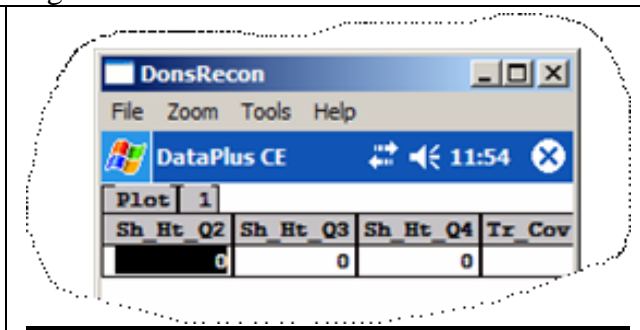 DonsRecon
File Zoom Tools Help
DataPlus CE 11:54
Plot 1
Sh_Ht_Q2 Sh_Ht_Q3 Sh_Ht_Q4 Tr_Cov
0 0 0